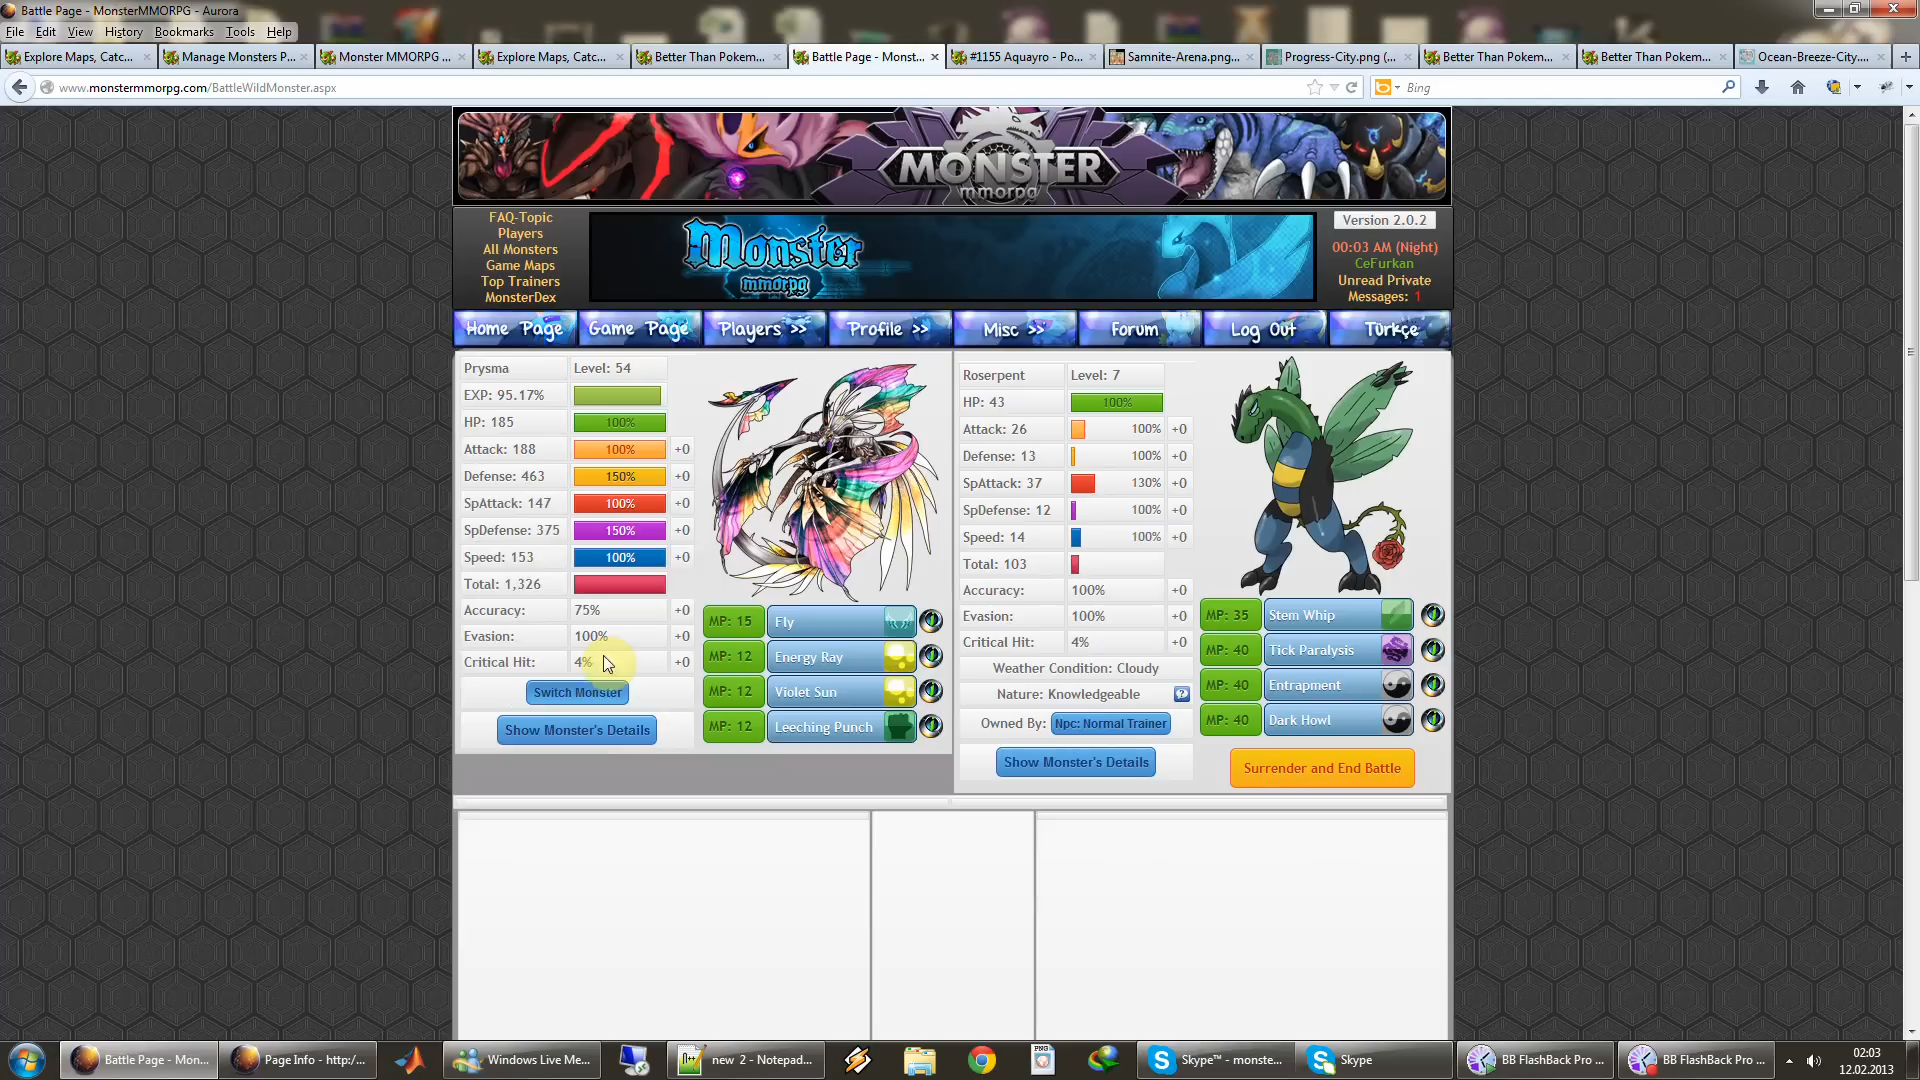 Battle Page - MonsterMMORPG - Aurora
File Edit View History Bookmarks Tools Help
Explore Maps, Catc...
Manage Monsters P...
Monster MMORPG ...
Explore Maps, Catc...
Better Than Pokem...
Battle Page - Monst...
#1155 Aquayro - Po...
Samnite-Arena.png...
Progress-City.png (...
Better Than Pokem...
Better Than Pokem...
Ocean-Breeze-City....
www.monstermmorpg.com/BattleWildMonster.aspx
Bing
MONSTER
mmorpg
FAQ-Topic
Players
All Monsters
Game Maps
Top Trainers
MonsterDex
Monster
mmorpg
Version 2.0.2
00:03 AM (Night)
CeFurkan
Unread Private
Messages: 1
Home Page
Game Page
Players >>
Profile >>
Misc >>
Forum
Log Out
Türkçe
Prysma Level: 54
EXP: 95.17%
HP: 185 100%
Attack: 188 100% +0
Defense: 463 150% +0
SpAttack: 147 100% +0
SpDefense: 375 150% +0
Speed: 153 100% +0
Total: 1,326
Accuracy: 75% +0
Evasion: 100% +0
Critical Hit: 4% +0
Switch Monster
Show Monster's Details
MP: 15 Fly
MP: 12 Energy Ray
MP: 12 Violet Sun
MP: 12 Leeching Punch
Roserpent Level: 7
HP: 43 100%
Attack: 26 100% +0
Defense: 13 100% +0
SpAttack: 37 130% +0
SpDefense: 12 100% +0
Speed: 14 100% +0
Total: 103
Accuracy: 100% +0
Evasion: 100% +0
Critical Hit: 4% +0
Weather Condition: Cloudy
Nature: Knowledgeable ?
Owned By: Npc: Normal Trainer
Show Monster's Details
MP: 35 Stem Whip
MP: 40 Tick Paralysis
MP: 40 Entrapment
MP: 40 Dark Howl
Surrender and End Battle
Battle Page - Mon...
Page Info - http:/...
Windows Live Me...
new 2 - Notepad...
PNG
Skype™ - monste...
Skype
BB FlashBack Pro ...
BB FlashBack Pro ...
02:03
12.02.2013